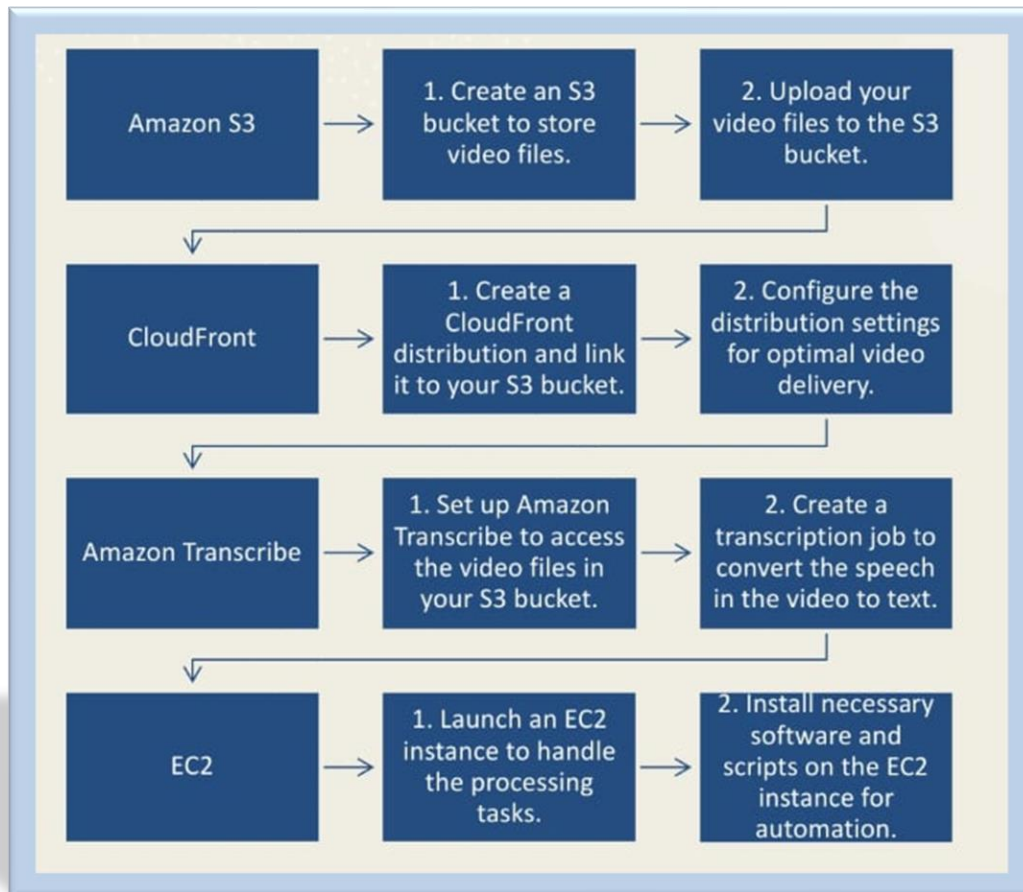 Amazon S3
1. Create an S3
bucket to store
video files.
2. Upload your
video files to the S3
bucket.
CloudFront
1. Create a
CloudFront
distribution and link
it to your S3 bucket.
2. Configure the
distribution settings
for optimal video
delivery.
Amazon Transcribe
1. Set up Amazon
Transcribe to access
the video files in
your S3 bucket.
2. Create a
transcription job to
convert the speech
in the video to text.
EC2
1. Launch an EC2
instance to handle
the processing
tasks.
2. Install necessary
software and
scripts on the EC2
instance for
automation.